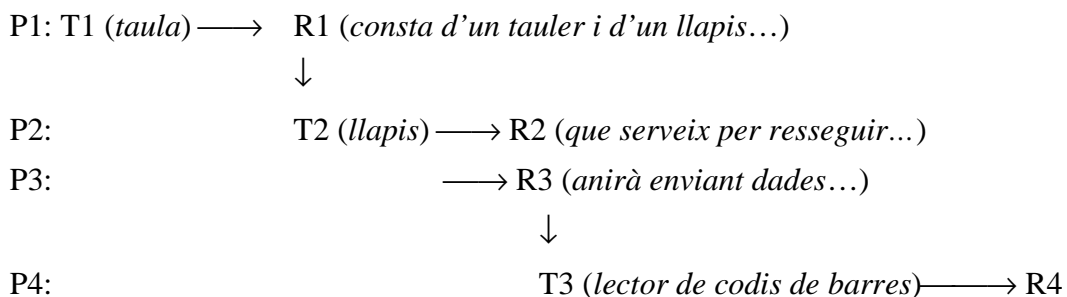 P1: T1 (taula) ⟶ R1 (consta d'un tauler i d'un llapis…)
↓
P2: T2 (llapis) ⟶ R2 (que serveix per resseguir...)
P3: ⟶ R3 (anirà enviant dades…)
↓
P4: T3 (lector de codis de barres) ⟶ R4